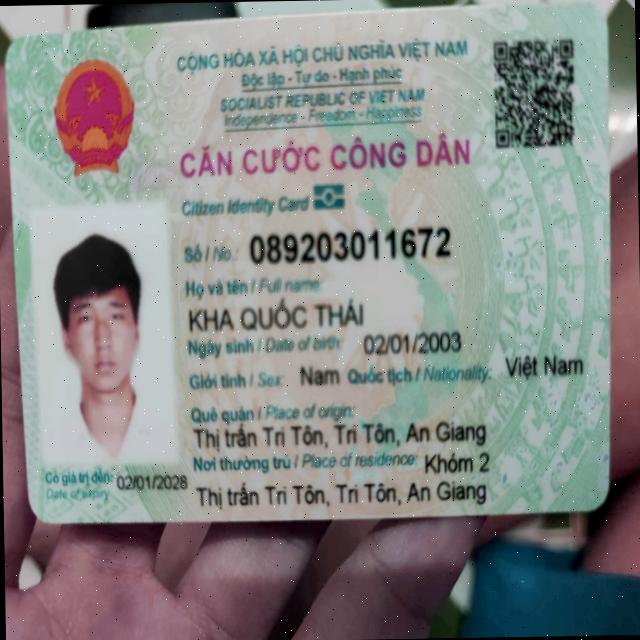 CỘNG HÒA XÃ HỘI CHỦ NGHĨA VIỆT NAM
Độc lập - Tự do - Hạnh phúc
SOCIALIST REPUBLIC OF VIET NAM
Independence - Freedom - Happiness
CĂN CƯỚC CÔNG DÂN
Citizen Identity Card
Số / No.: 089203011672
Họ và tên / Full name:
KHA QUỐC THÁI
Ngày sinh / Date of birth: 02/01/2003
Giới tính / Sex: Nam Quốc tịch / Nationality: Việt Nam
Quê quán / Place of origin:
Thị trấn Tri Tôn, Tri Tôn, An Giang
Nơi thường trú / Place of residence: Khóm 2
Thị trấn Tri Tôn, Tri Tôn, An Giang
Có giá trị đến: 02/01/2028
Date of expiry